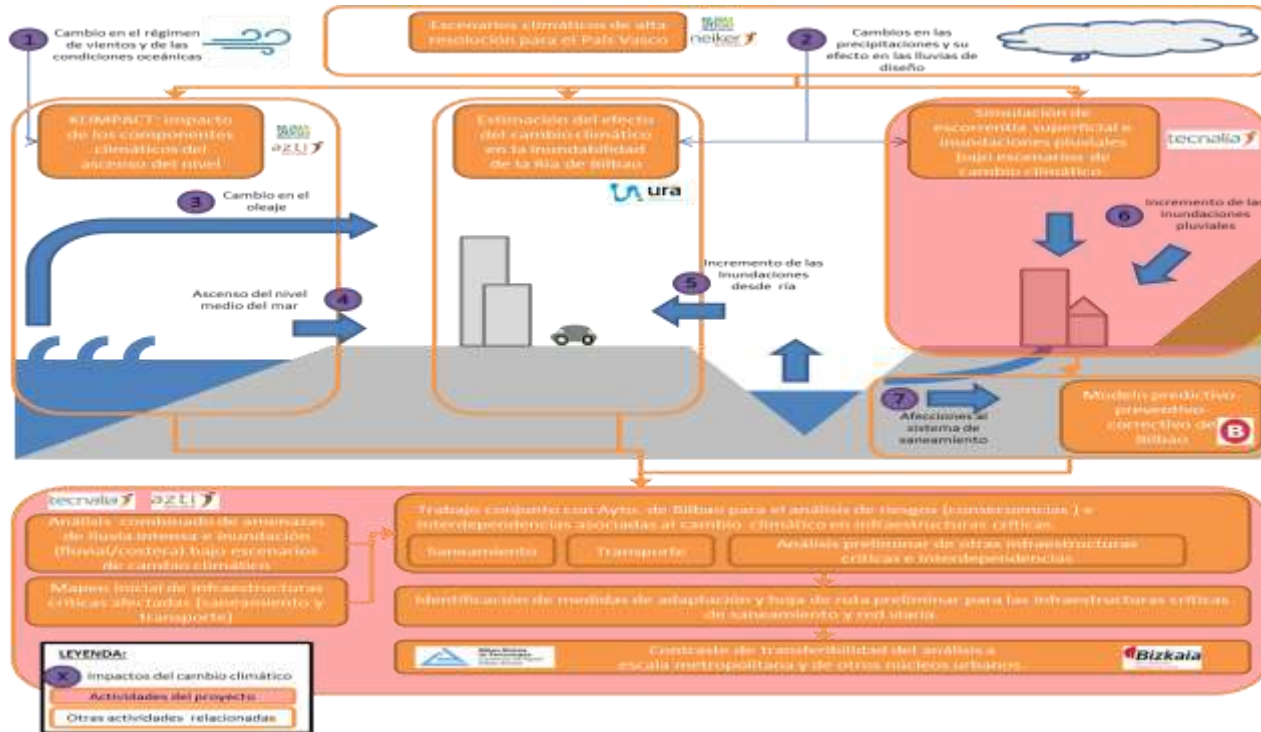 1
Cambio en el régimen
de vientos y de las
condiciones oceánicas
Escenarios climáticos de alta
resolución para el País Vasco
neiker
2
Cambios en las
precipitaciones y su
efecto en las lluvias de
diseño
KLIMPACT: Impacto
de los componentes
climáticos del
ascenso del nivel
azti
Estimación del efecto
del cambio climático
en la inundabilidad
de la Ría de Bilbao
ura
Simulación de
escorrentía superficial e
inundaciones pluviales
bajo escenarios de
cambio climático
tecnalia
3
Cambio en el
oleaje
Ascenso del nivel
medio del mar
4
5
Incremento de las
inundaciones
desde ría
6
Incremento de las
inundaciones
pluviales
7
Afecciones al
sistema de
saneamiento
Modelo predictivo-
preventivo-
correctivo de
Bilbao
B
tecnalia azti
Análisis combinado de amenazas
de lluvia intensa e inundación
(fluvial/costera) bajo escenarios
de cambio climático
Mapeo inicial de infraestructuras
críticas afectadas (saneamiento y
transporte)
Trabajo conjunto con Ayto. de Bilbao para el análisis de riesgos (consecuencias ) e
interdependencias asociadas al cambio climático en infraestructuras críticas.
Saneamiento
Transporte
Análisis preliminar de otras infraestructuras
críticas e interdependencias
Identificación de medidas de adaptación y hoja de ruta preliminar para las infraestructuras críticas
de saneamiento y red viaria.
Contraste de transferibilidad del análisis a
escala metropolitana y de otros núcleos urbanos.
Bizkaia
LEYENDA:
X
Impactos del cambio climático
Actividades del proyecto
Otras actividades relacionadas